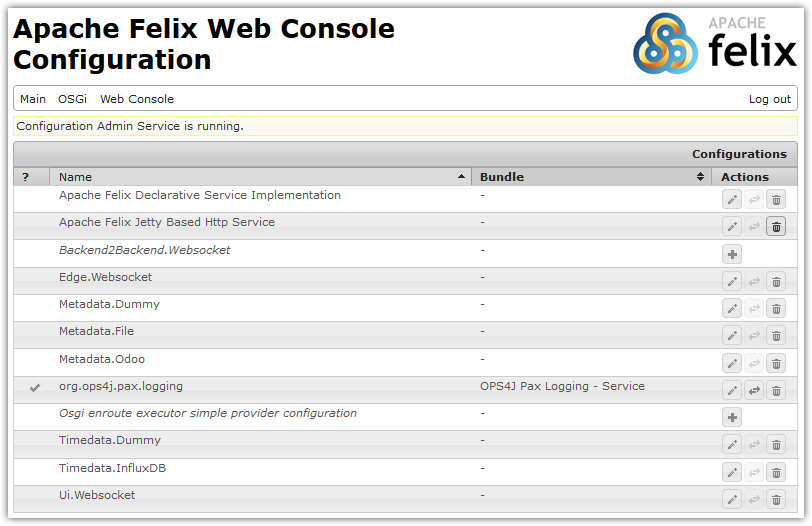 Apache Felix Web Console
Configuration
APACHE
felix
Main OSGi Web Console Log out
Configuration Admin Service is running.
Configurations
? Name Bundle Actions
Apache Felix Declarative Service Implementation -
Apache Felix Jetty Based Http Service -
Backend2Backend.Websocket -
Edge.Websocket -
Metadata.Dummy -
Metadata.File -
Metadata.Odoo -
org.ops4j.pax.logging OPS4J Pax Logging - Service
Osgi enroute executor simple provider configuration -
Timedata.Dummy -
Timedata.InfluxDB -
Ui.Websocket -